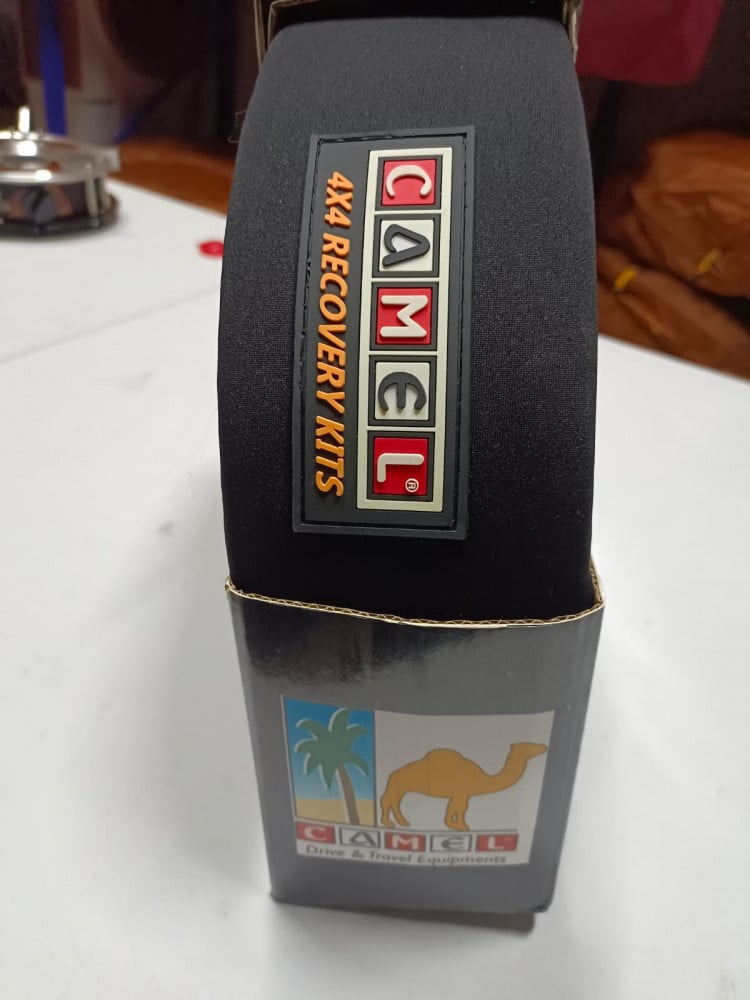 CAMEL®
4X4 RECOVERY KITS
CAMEL
Drive & Travel Equipments